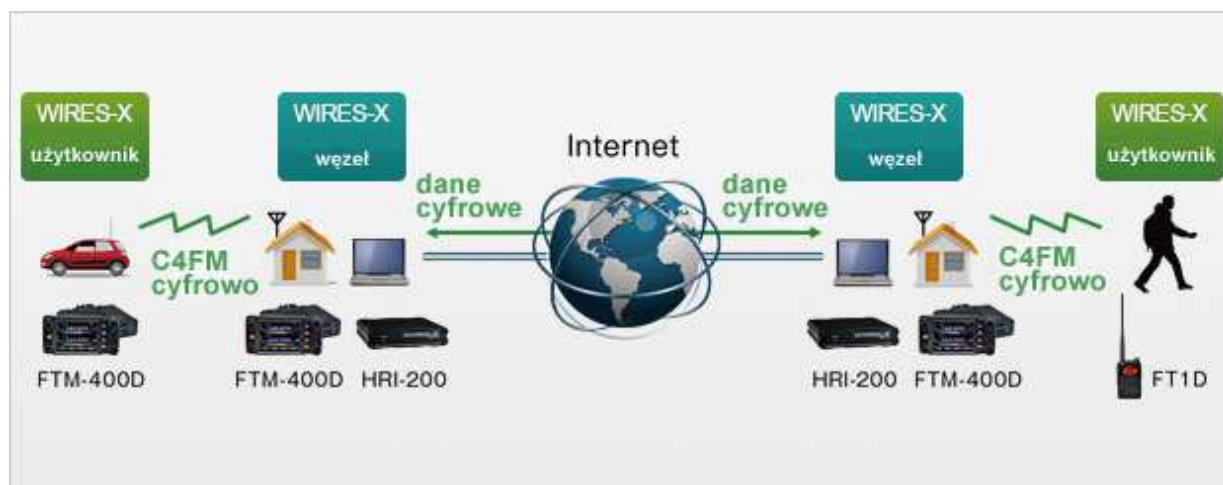 WIRES-X
użytkownik
WIRES-X
węzeł
Internet
WIRES-X
węzeł
WIRES-X
użytkownik
dane
cyfrowe
dane
cyfrowe
C4FM
cyfrowo
C4FM
cyfrowo
FTM-400D
FTM-400D
HRI-200
HRI-200
FTM-400D
FT1D